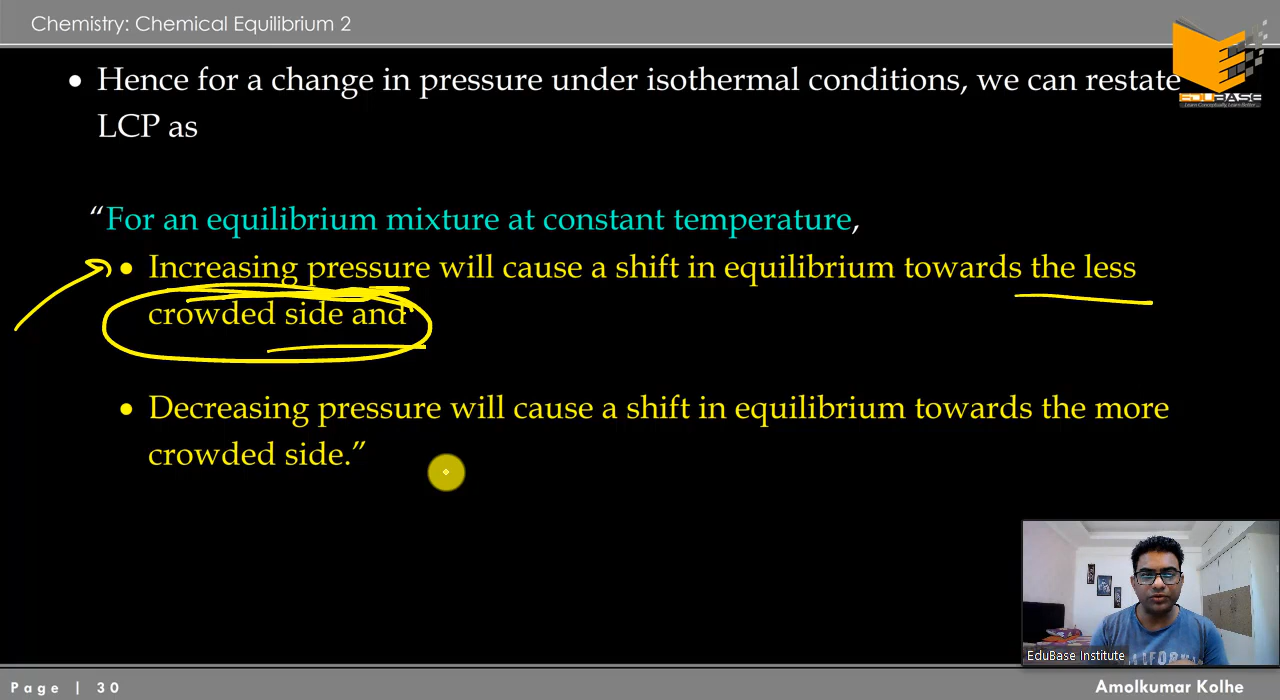 Chemistry: Chemical Equilibrium 2
• Hence for a change in pressure under isothermal conditions, we can restate
LCP as
EDUBASE
“For an equilibrium mixture at constant temperature,
• Increasing pressure will cause a shift in equilibrium towards the less
crowded side and
• Decreasing pressure will cause a shift in equilibrium towards the more
crowded side.”
EduBase Institute
Page | 30
Amolkumar Kolhe